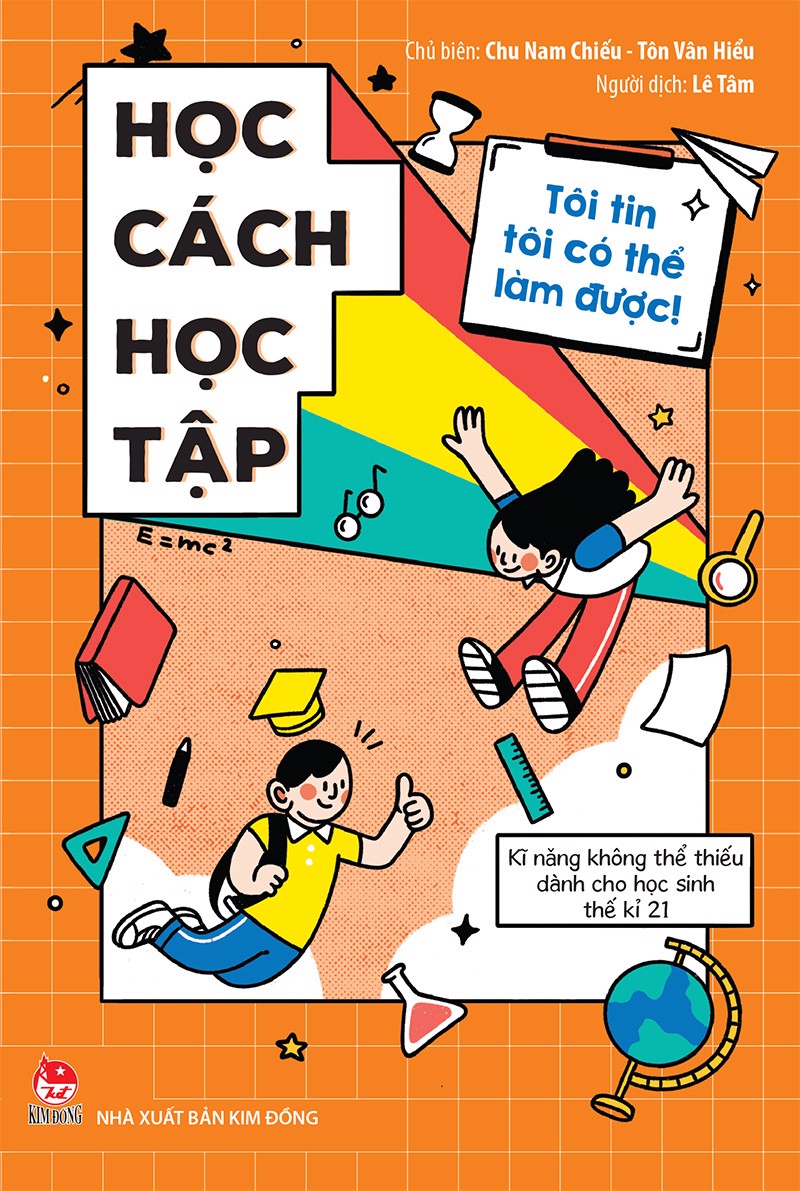 Chủ biên: Chu Nam Chiếu - Tôn Vân Hiểu
Người dịch: Lê Tâm
HỌC
CÁCH
HỌC
TẬP
Tôi tin
tôi có thể
làm được!
E=mc²
Kĩ năng không thể thiếu
dành cho học sinh
thế kỉ 21
kđ
KIM ĐỒNG
NHÀ XUẤT BẢN KIM ĐỒNG